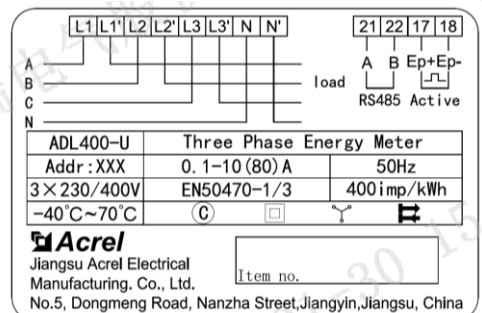 L1 L1' L2 L2' L3 L3' N N' 21 22 17 18
A A B Ep+Ep-
B load
C RS485 Active
N
ADL400-U Three Phase Energy Meter
Addr:XXX 0.1-10(80)A 50Hz
3×230/400V EN50470-1/3 400imp/kWh
-40℃~70℃ C
Acrel
Jiangsu Acrel Electrical
Manufacturing. Co., Ltd.
Item no.
No.5, Dongmeng Road, Nanzha Street,Jiangyin,Jiangsu, China